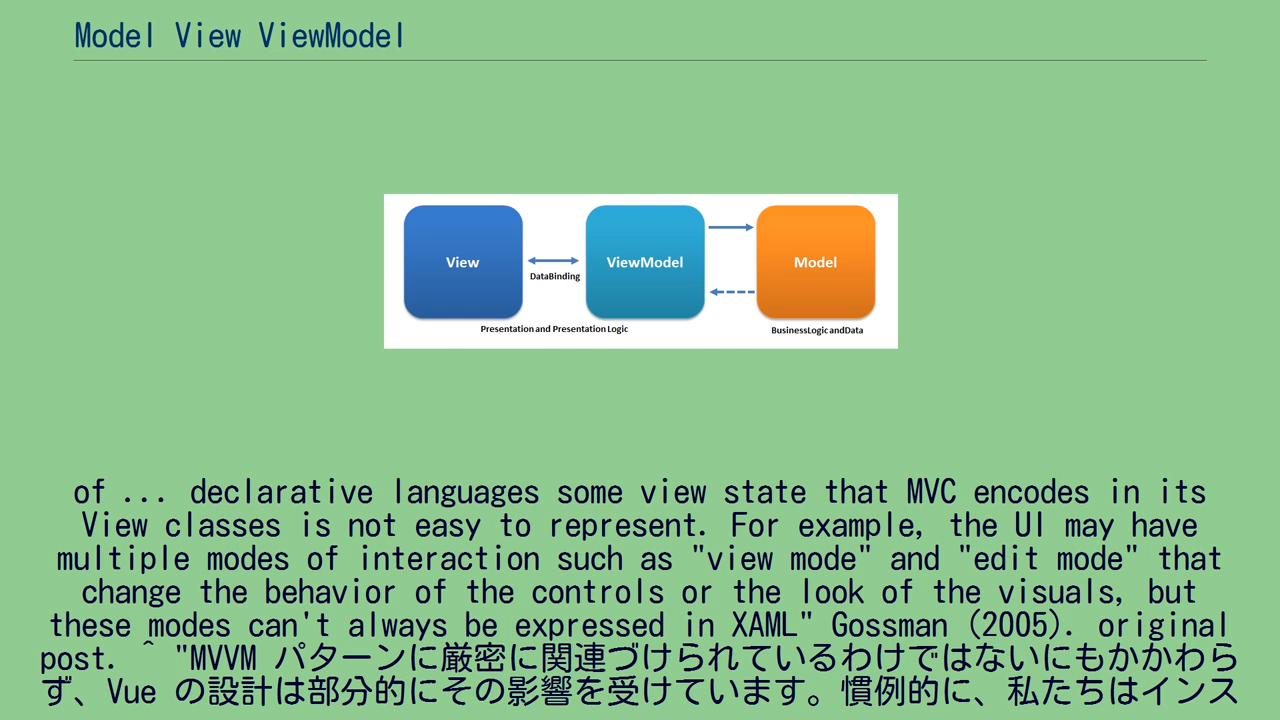 Model View ViewModel
View
ViewModel
Model
DataBinding
Presentation and Presentation Logic
BusinessLogicandData
of ... declarative languages some view state that MVC encodes in its
View classes is not easy to represent. For example, the UI may have
multiple modes of interaction such as "view mode" and "edit mode" that
change the behavior of the controls or the look of the visuals, but
these modes can't always be expressed in XAML" Gossman (2005). original
post. ^ "MVVM パターンに厳密に関連づけられているわけではないにもかかわら
ず、Vue の設計は部分的にその影響を受けています。慣例的に、私たちはインス